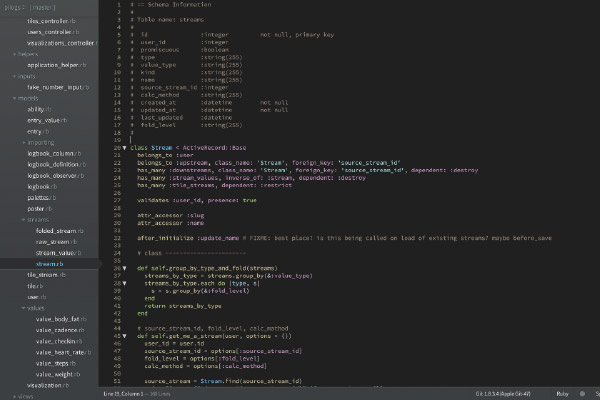 tiles_controller.rb
users_controller.rb
visualizations_controller
helpers
application_helper.rb
inputs
fake_number_input.rb
models
ability.rb
entry_value.rb
entry.rb
importing
logbook_column.rb
logbook_definition.rb
logbook_observer.rb
logbook.rb
palettes.rb
poster.rb
streams
folded_stream.rb
raw_stream.rb
stream_value.rb
stream.rb
tile_stream.rb
tile.rb
user.rb
values
value_body_fat.rb
value_cadence.rb
value_checkin.rb
value_heart_rate.rb
value_steps.rb
value_weight.rb
visualization.rb
views
1 # == Schema Information
2 #
3 # Table name: streams
4 #
5 # id :integer not null, primary key
6 # user_id :integer
7 # promiscuous :boolean
8 # type :string(255)
9 # value_type :string(255)
10 # kind :string(255)
11 # name :string(255)
12 # source_stream_id :integer
13 # calc_method :string(255)
14 # created_at :datetime not null
15 # updated_at :datetime not null
16 # last_updated :datetime
17 # fold_level :string(255)
18 #
19
20 class Stream < ActiveRecord::Base
21 belongs_to :user
22 belongs_to :upstream, class_name: 'Stream', foreign_key: 'source_stream_id'
23 has_many :downstreams, class_name: 'Stream', foreign_key: 'source_stream_id', dependent: :destroy
24 has_many :stream_values, inverse_of: :stream, dependent: :destroy
25 has_many :tile_streams, dependent: :restrict
26
27 validates :user_id, presence: true
28
29 attr_accessor :slug
30 attr_accessor :name
31
32 after_initialize :update_name # FIXME: best place? is this being called on load of existing streams? maybe before_save
33
34 # class ------------------------
35
36 def self.group_by_type_and_fold(streams)
37 streams_by_type = streams.group_by(&:value_type)
38 streams_by_type.each do |type, s|
39 s = s.group_by(&:fold_level)
40 end
41 return streams_by_type
42 end
43
44 # source_stream_id, fold_level, calc_method
45 def self.get_me_a_stream(user, options = {})
46 user_id = user.id
47 source_stream_id = options[:source_stream_id]
48 fold_level = options[:fold_level]
49 calc_method = options[:calc_method]
50
51 source_stream = Stream.find(source_stream_id)
Line 19, Column 1
Git 1.8.3.4 (Apple Git-47)
Ruby